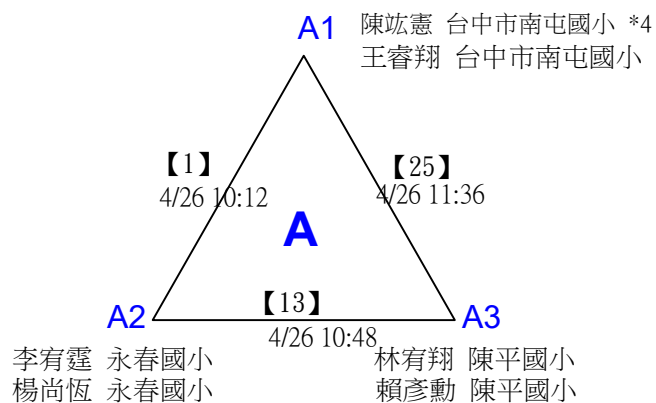 A1 陳竑憲 台中市南屯國小 *4
王睿翔 台中市南屯國小
【1】
4/26 10:12
【25】
4/26 11:36
A
【13】
4/26 10:48
A2
A3
李宥霆 永春國小
楊尚恆 永春國小
林宥翔 陳平國小
賴彥勳 陳平國小